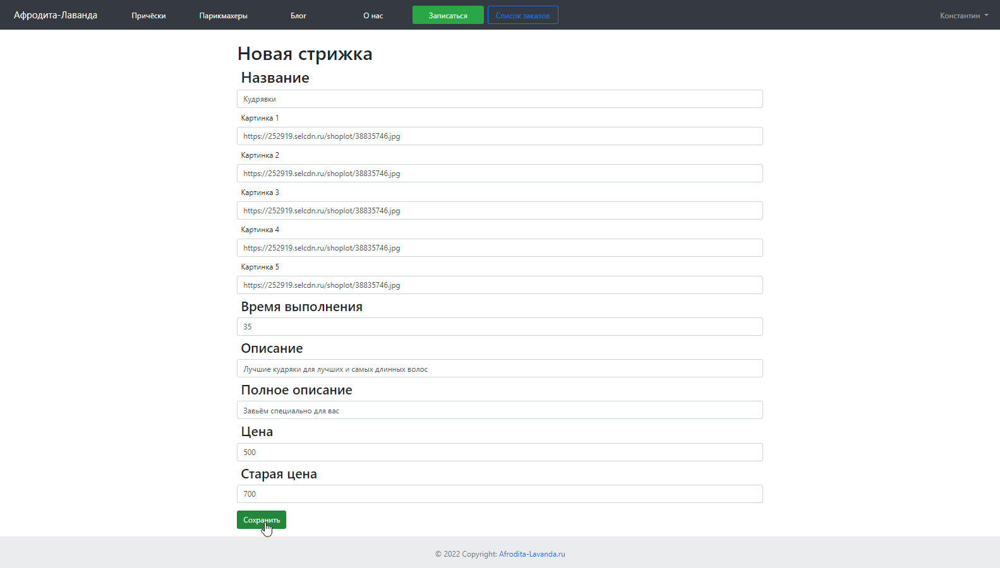 Афродита-Лаванда Причёски Парикмахеры Блог О нас Записаться Список заказов Константин
Новая стрижка
Название
Кудрявки
Картинка 1
https://252919.selcdn.ru/shoplot/38835746.jpg
Картинка 2
https://252919.selcdn.ru/shoplot/38835746.jpg
Картинка 3
https://252919.selcdn.ru/shoplot/38835746.jpg
Картинка 4
https://252919.selcdn.ru/shoplot/38835746.jpg
Картинка 5
https://252919.selcdn.ru/shoplot/38835746.jpg
Время выполнения
35
Описание
Лучшие кудряки для лучших и самых длинных волос
Полное описание
Завьём специально для вас
Цена
500
Старая цена
700
Сохранить
© 2022 Copyright: Afrodita-Lavanda.ru